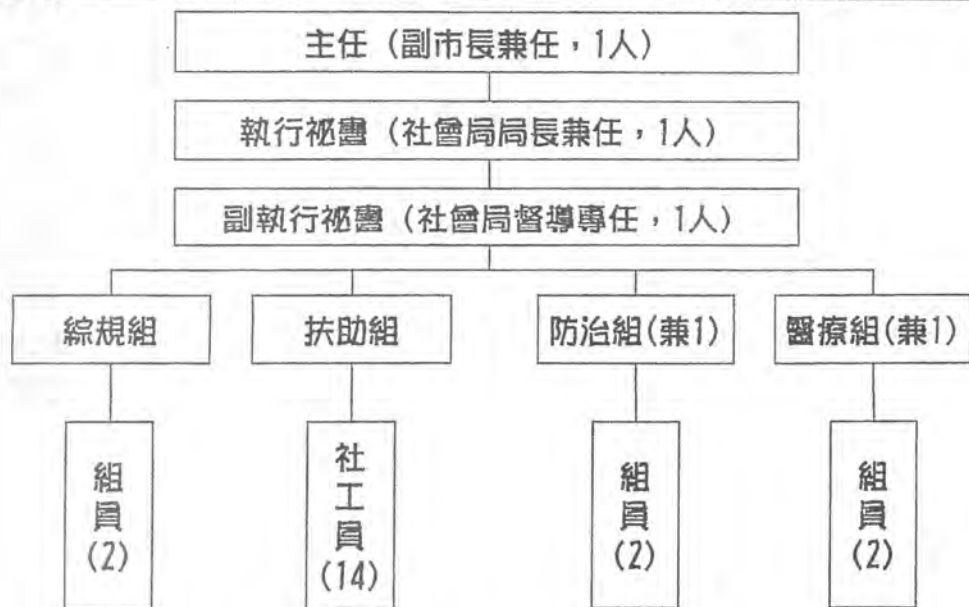 主任（副市長兼任，1人）
執行祕書（社會局局長兼任，1人）
副執行祕書（社會局督導專任，1人）
綜規組
扶助組
防治組(兼1)
醫療組(兼1)
組員(2)
社工員(14)
組員(2)
組員(2)